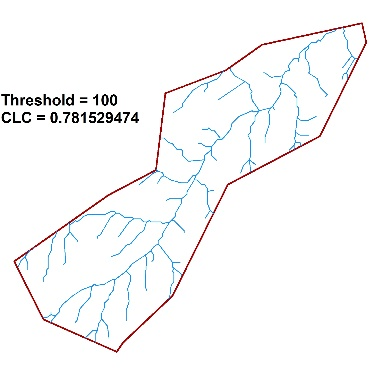 Threshold = 100
CLC = 0.781529474